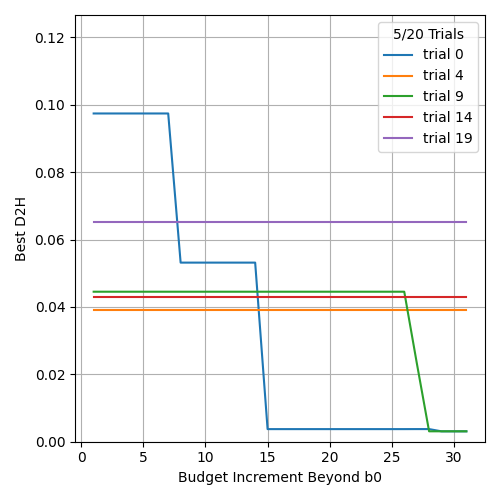 5/20 Trials
trial 0
trial 4
trial 9
trial 14
trial 19
0.12
0.10
0.08
0.06
0.04
0.02
0.00
Best D2H
0 5 10 15 20 25 30
Budget Increment Beyond b0